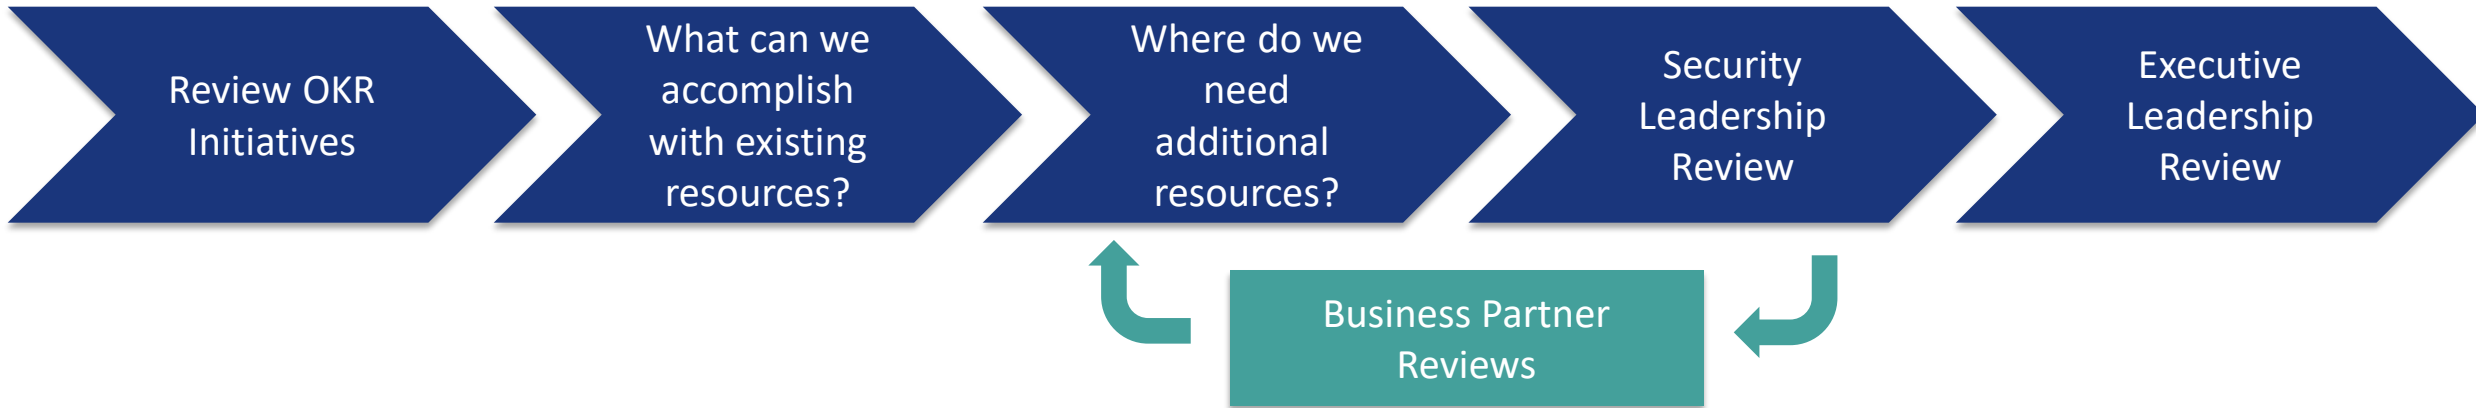 Review OKR
Initiatives
What can we
accomplish
with existing
resources?
Where do we
need
additional
resources?
Security
Leadership
Review
Executive
Leadership
Review
Business Partner
Reviews